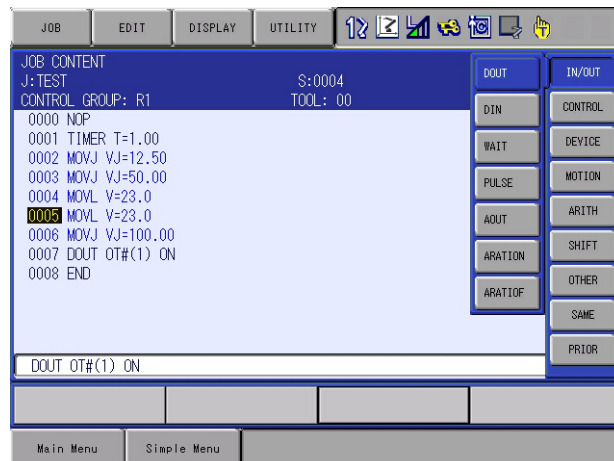 JOB EDIT DISPLAY UTILITY
JOB CONTENT
J:TEST S:0004
CONTROL GROUP: R1 TOOL: 00
0000 NOP
0001 TIMER T=1.00
0002 MOVJ VJ=12.50
0003 MOVJ VJ=50.00
0004 MOVL V=23.0
0005 MOVL V=23.0
0006 MOVJ VJ=100.00
0007 DOUT OT#(1) ON
0008 END
DOUT
DIN
WAIT
PULSE
AOUT
ARATION
ARATIOF
IN/OUT
CONTROL
DEVICE
MOTION
ARITH
SHIFT
OTHER
SAME
PRIOR
DOUT OT#(1) ON
Main Menu Simple Menu